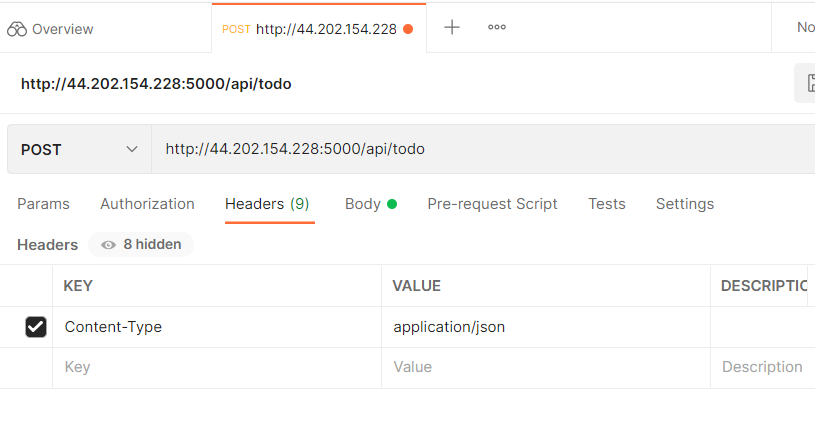 Overview
POST http://44.202.154.228
No
http://44.202.154.228:5000/api/todo
POST http://44.202.154.228:5000/api/todo
Params Authorization Headers (9) Body Pre-request Script Tests Settings
Headers 8 hidden
KEY VALUE DESCRIPTIO
Content-Type application/json
Key Value Description